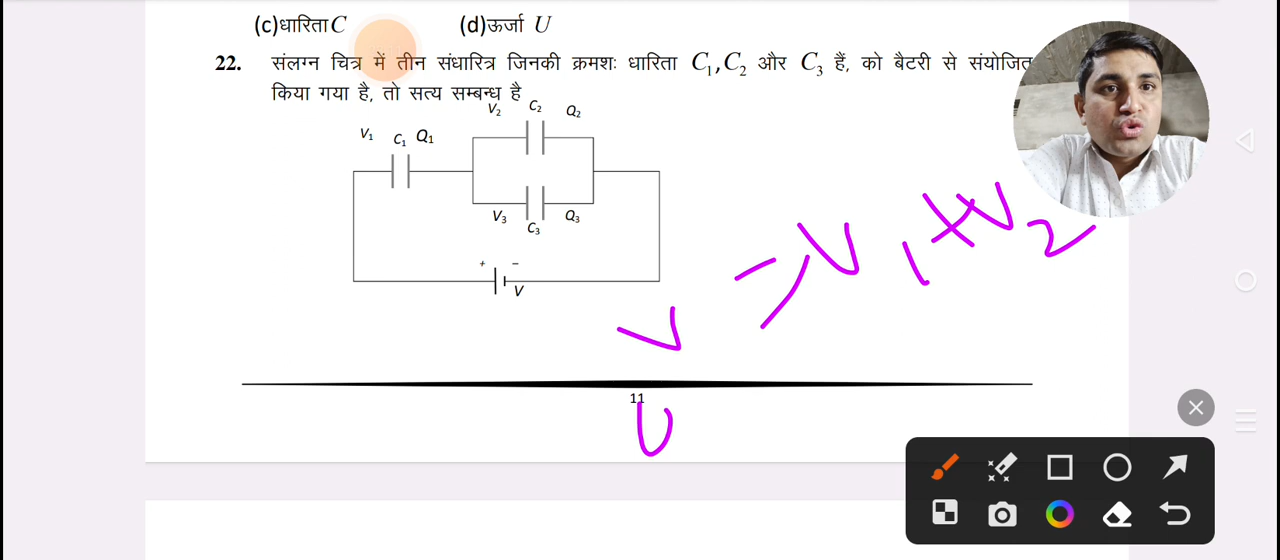 (c)धारिता C (d)ऊर्जा U
22. संलग्न चित्र में तीन संधारित्र जिनकी क्रमशः धारिता C₁,C₂ और C₃ हैं, को बैटरी से संयोजित
किया गया है, तो सत्य सम्बन्ध है
V₂ C₂ Q₂
V₁ C₁ Q₁
V₃ C₃ Q₃
+ −
V
V = V₁ + V₂
11